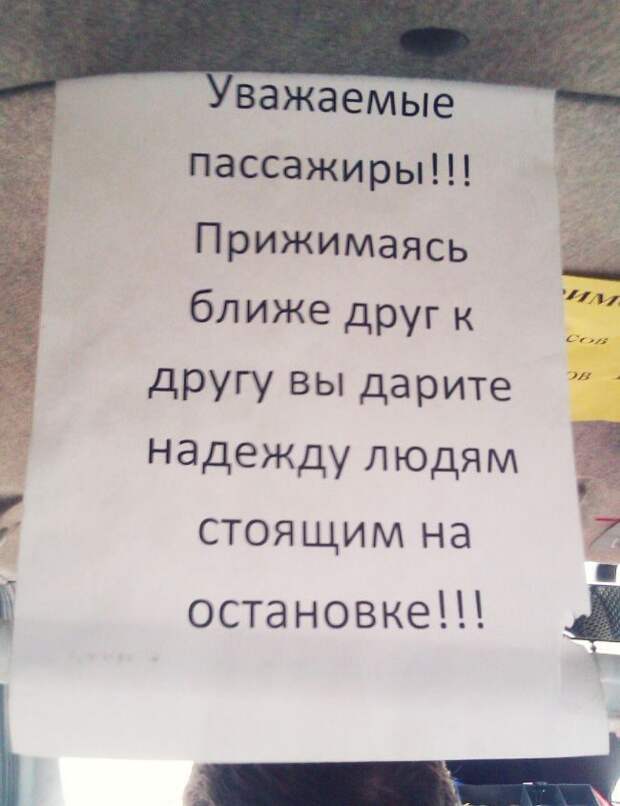 Уважаемые
пассажиры!!!
Прижимаясь
ближе друг к
другу вы дарите
надежду людям
стоящим на
остановке!!!